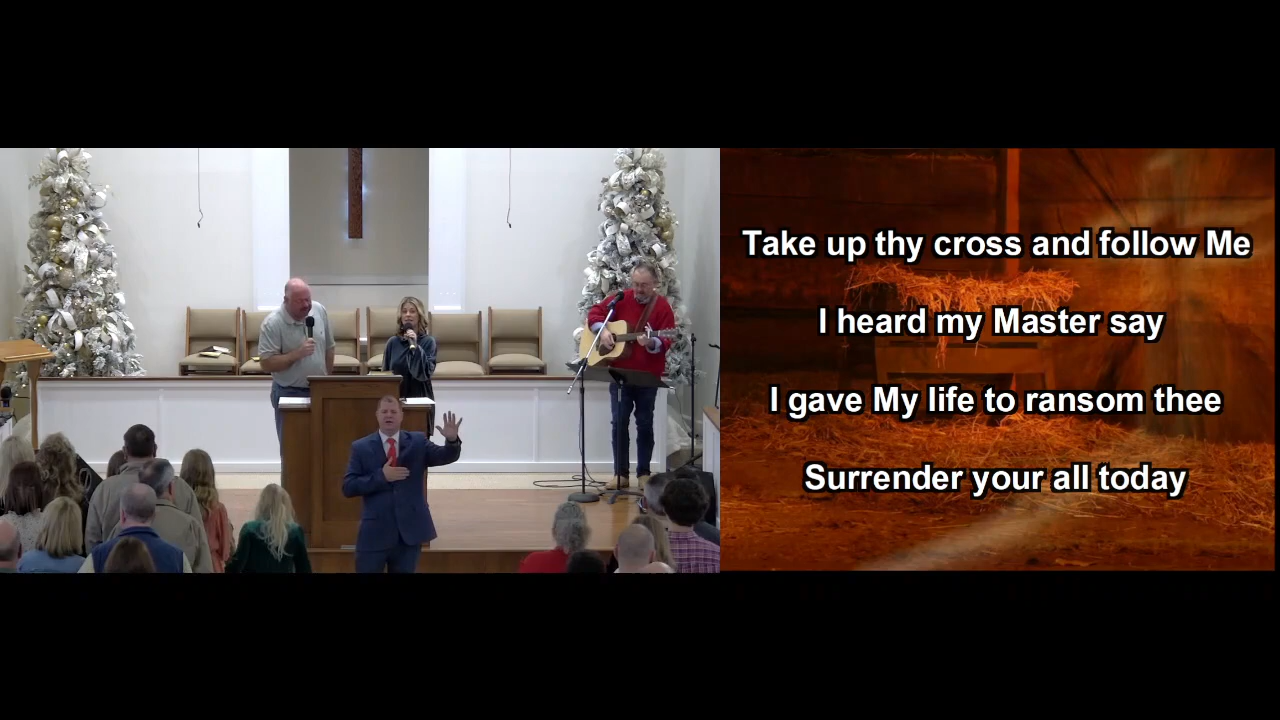 Take up thy cross and follow Me
I heard my Master say
I gave My life to ransom thee
Surrender your all today